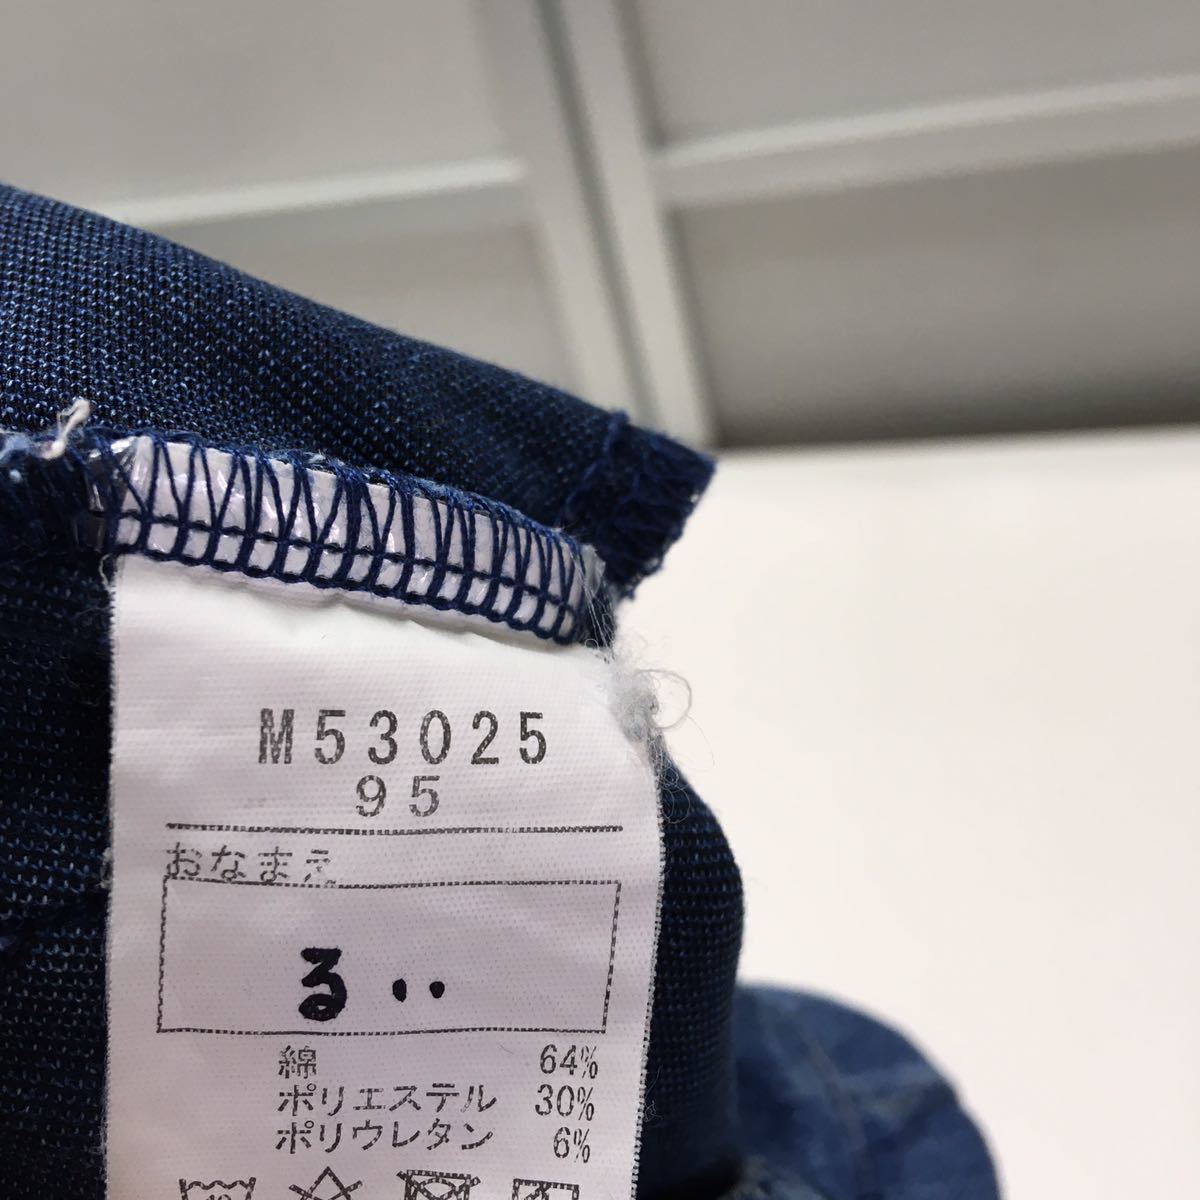 M53025
95
おなまえ
る‥
綿 64%
ポリエステル 30%
ポリウレタン 6%